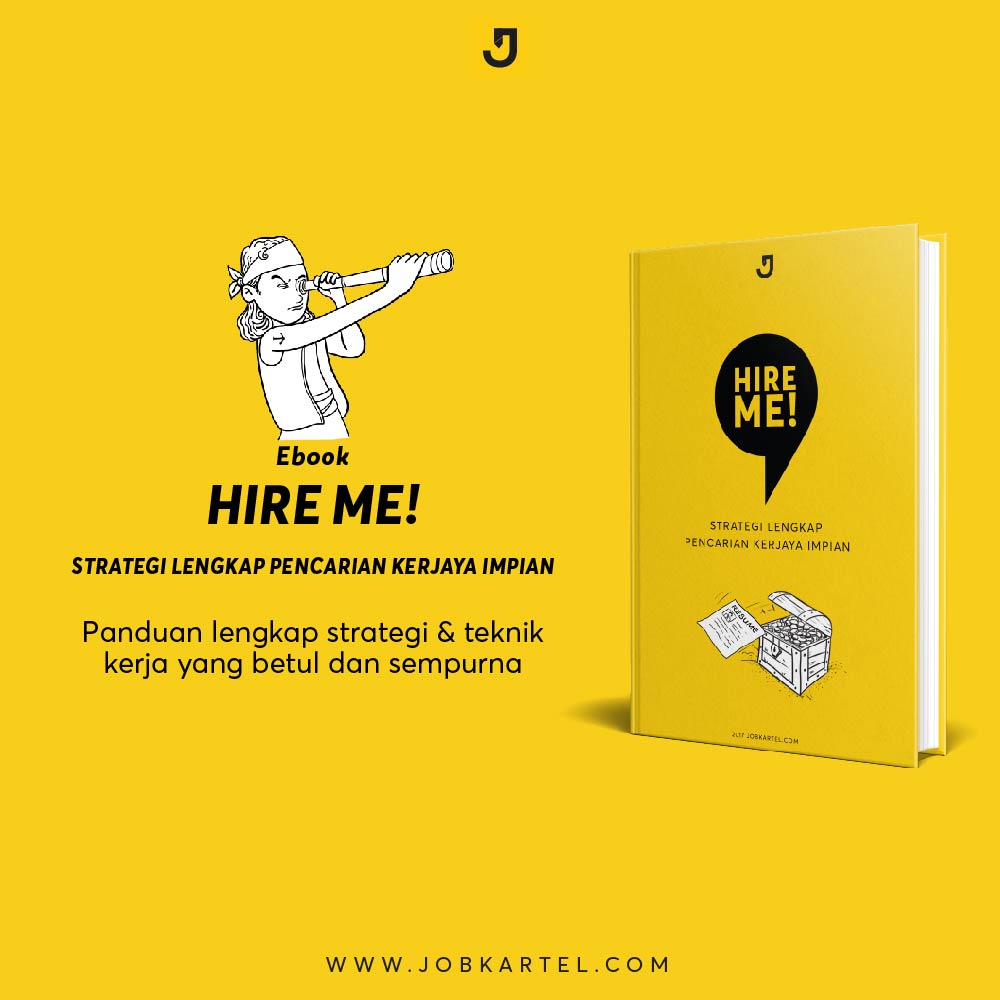 Ebook
HIRE ME!
STRATEGI LENGKAP PENCARIAN KERJAYA IMPIAN
Panduan lengkap strategi & teknik
kerja yang betul dan sempurna
HIRE
ME!
STRATEGI LENGKAP
PENCARIAN KERJAYA IMPIAN
RESUME
2017 JOBKARTEL.COM
WWW.JOBKARTEL.COM